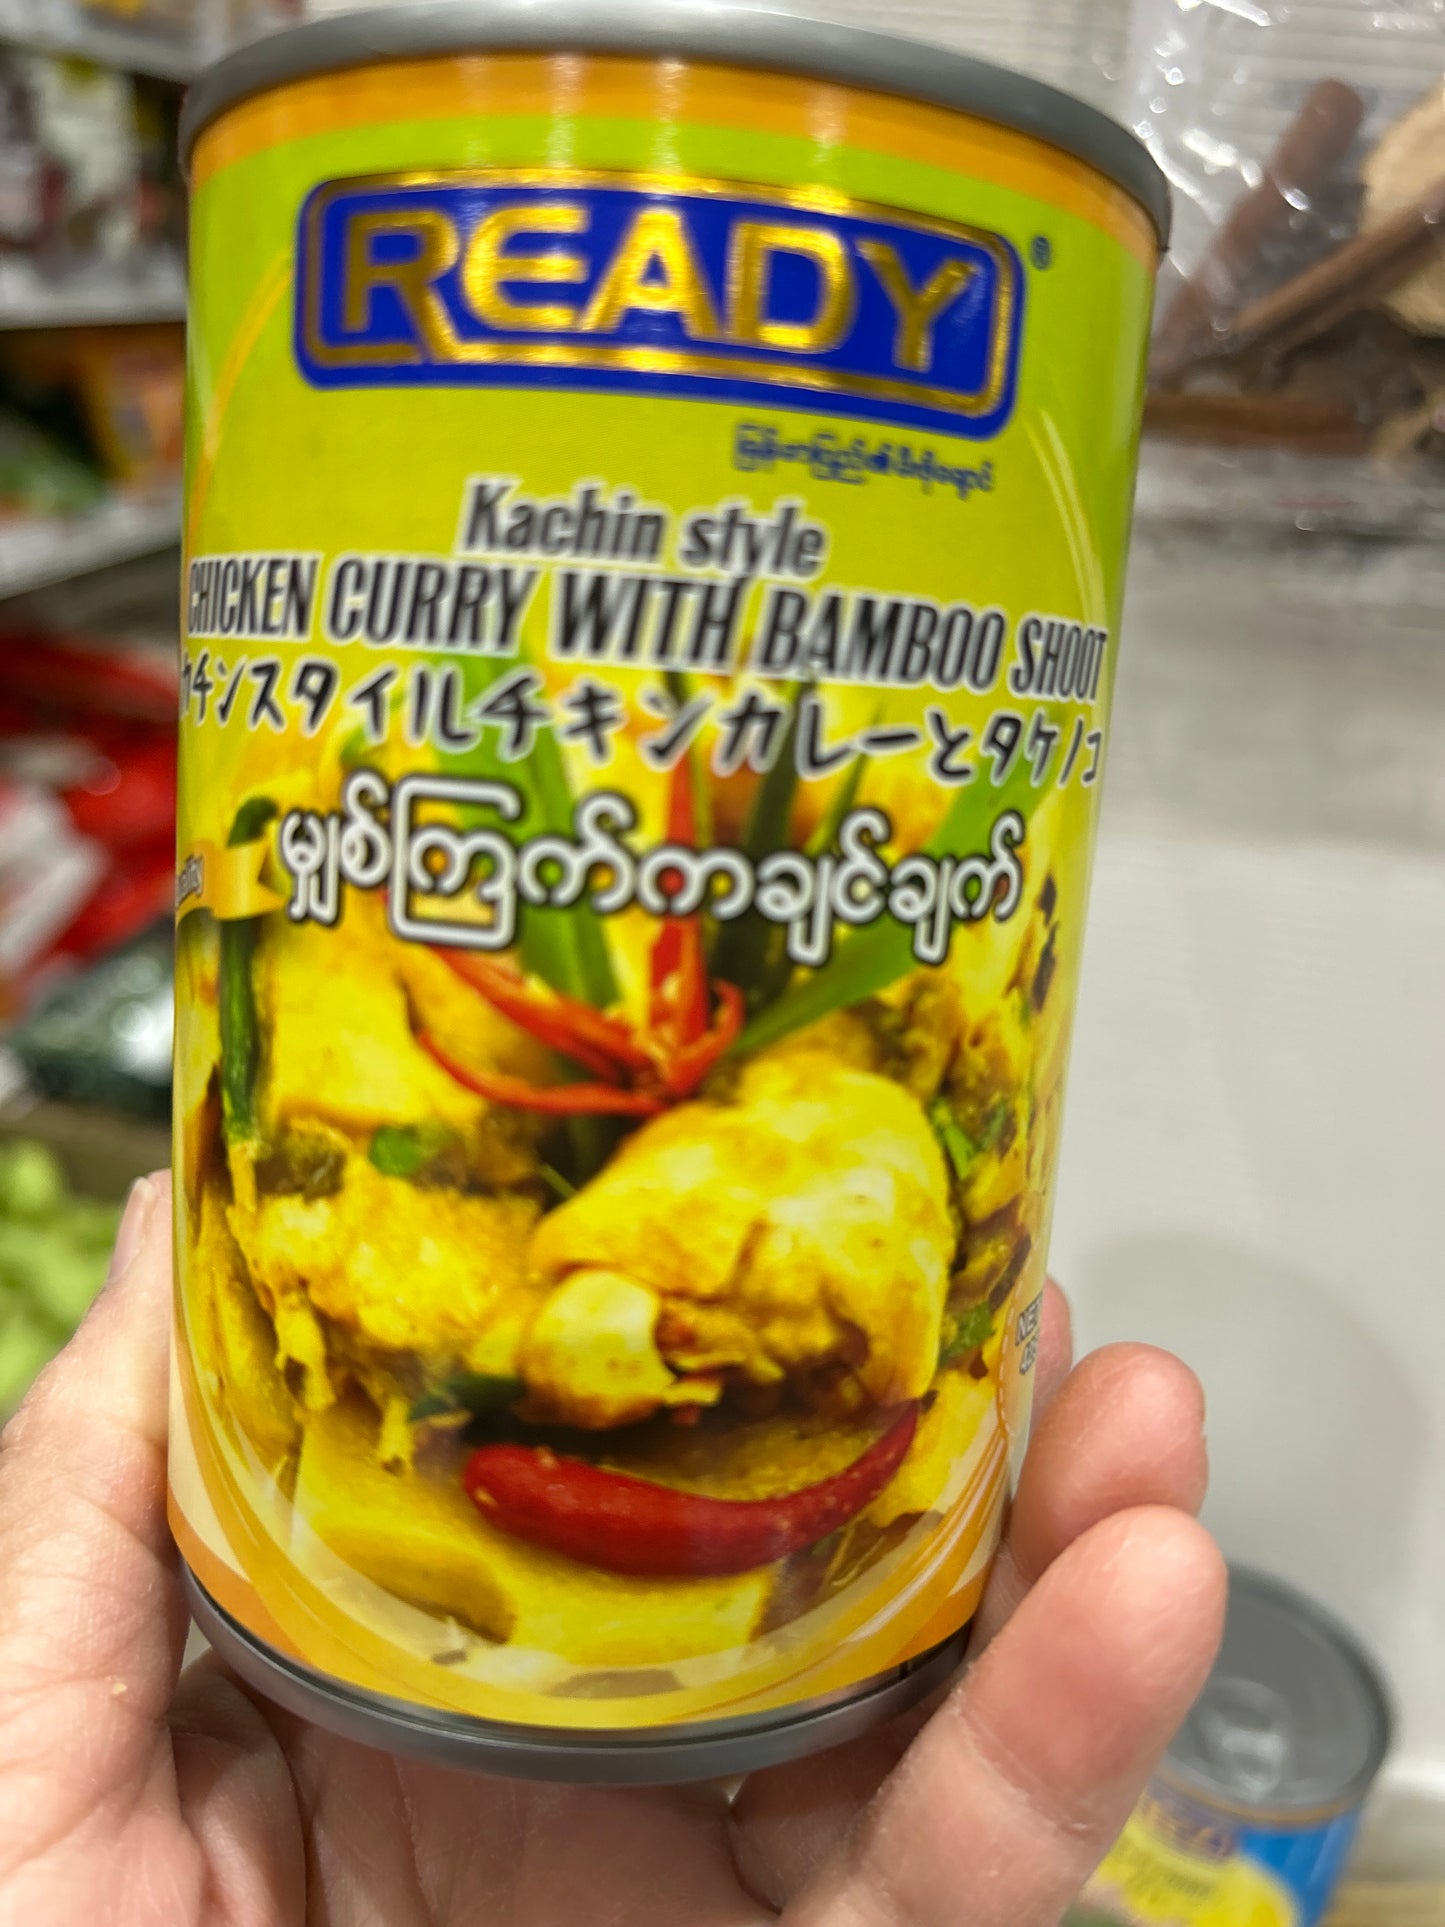 READY
®
Kachin style
CHICKEN CURRY WITH BAMBOO SHOOT
カチンスタイルチキンカレーとタケノコ
မျှစ်ကြက်ကချင်ချက်
NET